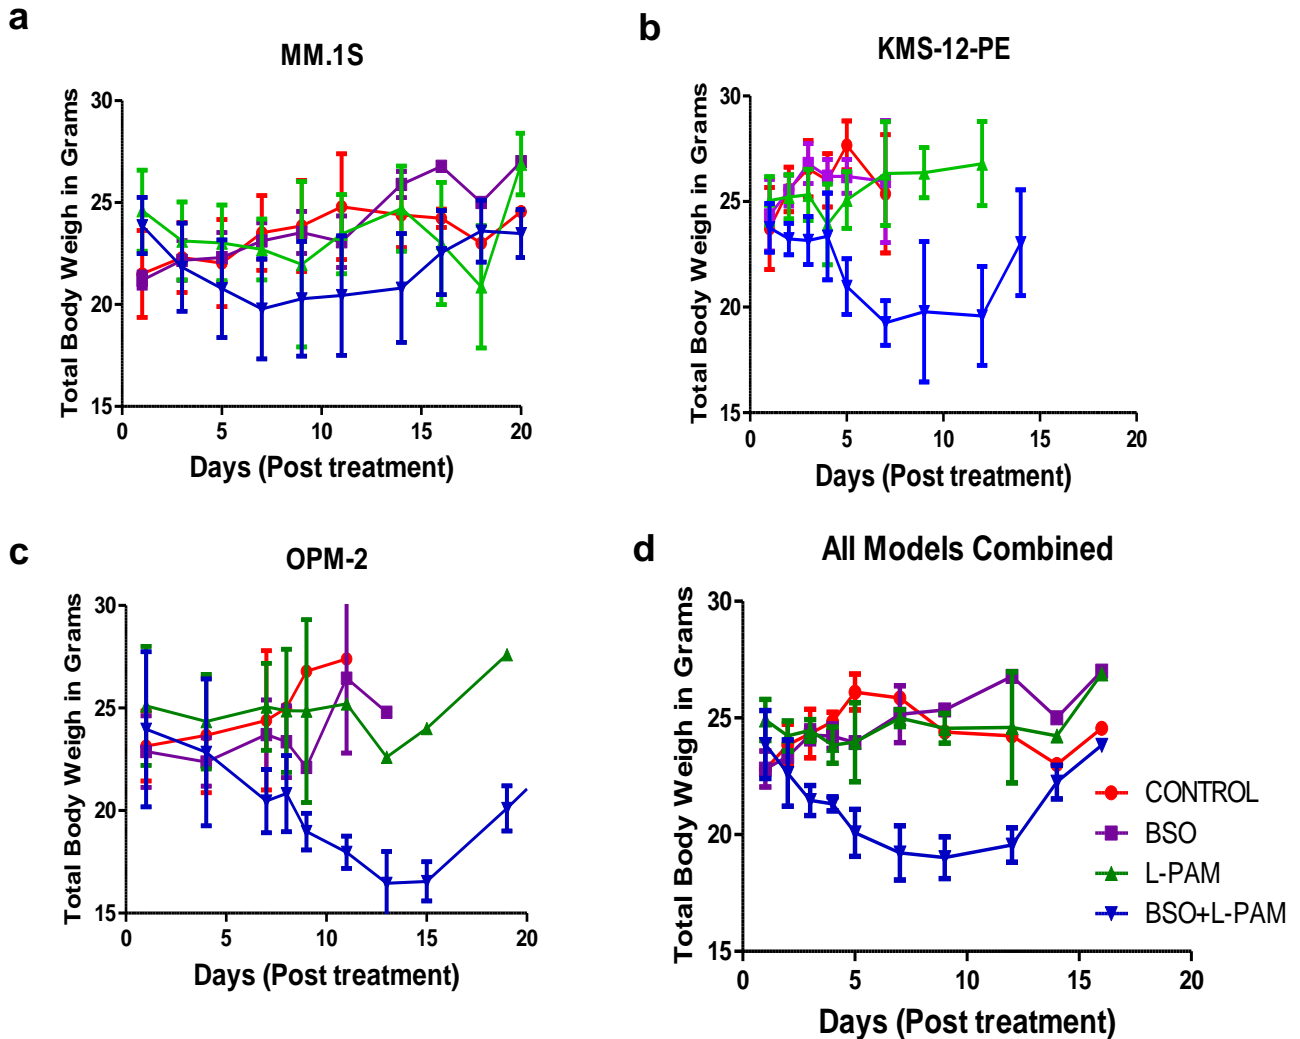 a
MM.1S
Total Body Weigh in Grams
30
25
20
15
0 5 10 15 20
Days (Post treatment)
b
KMS-12-PE
Total Body Weigh in Grams
30
25
20
15
0 5 10 15 20
Days (Post treatment)
c
OPM-2
Total Body Weigh in Grams
30
25
20
15
0 5 10 15 20
Days (Post treatment)
d
All Models Combined
Total Body Weigh in Grams
30
25
20
15
0 5 10 15 20
Days (Post treatment)
CONTROL
BSO
L-PAM
BSO+L-PAM